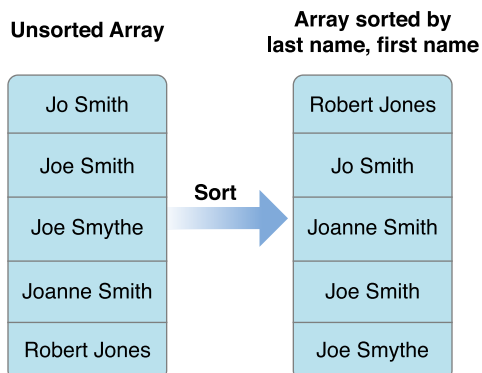 Unsorted Array
Jo Smith
Joe Smith
Joe Smythe
Joanne Smith
Robert Jones
Sort
Array sorted by
last name, first name
Robert Jones
Jo Smith
Joanne Smith
Joe Smith
Joe Smythe